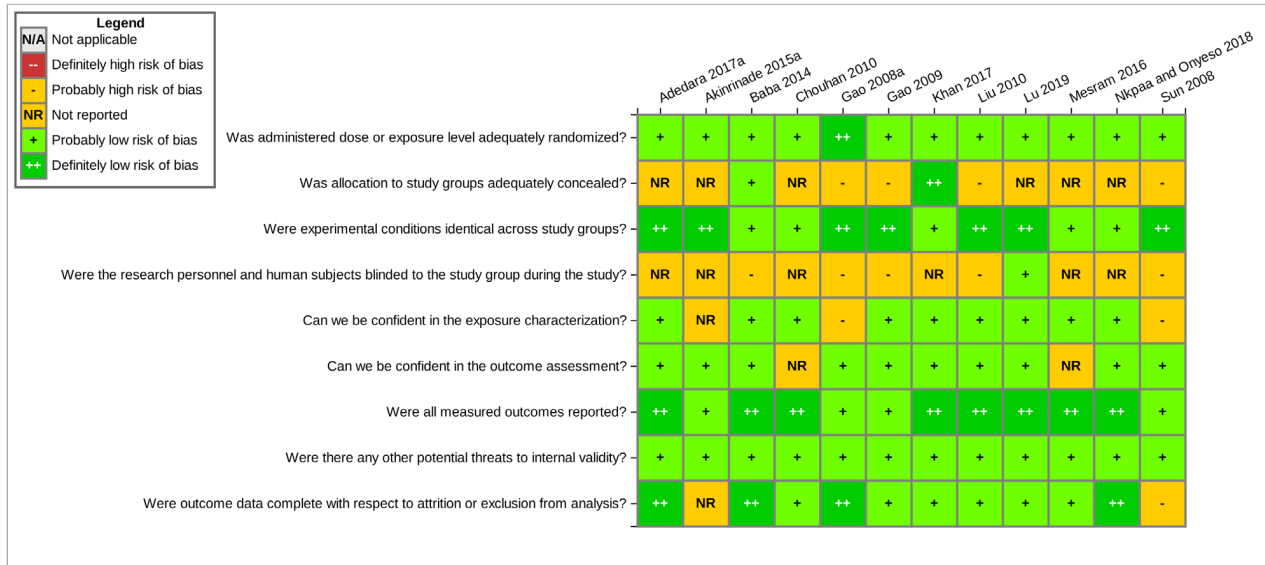 Legend
N/A Not applicable
-- Definitely high risk of bias
- Probably high risk of bias
NR Not reported
+ Probably low risk of bias
++ Definitely low risk of bias
Adedara 2017a
Akinrinade 2015a
Baba 2014
Chouhan 2010
Gao 2008a
Gao 2009
Khan 2017
Liu 2010
Lu 2019
Mesram 2016
Nkpaa and Onyeso 2018
Sun 2008
Was administered dose or exposure level adequately randomized? + + + + ++ + + + + + + +
Was allocation to study groups adequately concealed? NR NR + NR - - ++ - NR NR NR -
Were experimental conditions identical across study groups? ++ ++ + + ++ ++ + ++ ++ + + ++
Were the research personnel and human subjects blinded to the study group during the study? NR NR - NR - - NR - + NR NR -
Can we be confident in the exposure characterization? + NR + + - + + + + + + -
Can we be confident in the outcome assessment? + + + NR + + + + + NR + +
Were all measured outcomes reported? ++ + ++ ++ + + ++ ++ ++ ++ ++ +
Were there any other potential threats to internal validity? + + + + + + + + + + + +
Were outcome data complete with respect to attrition or exclusion from analysis? ++ NR ++ + ++ + + + + + ++ -